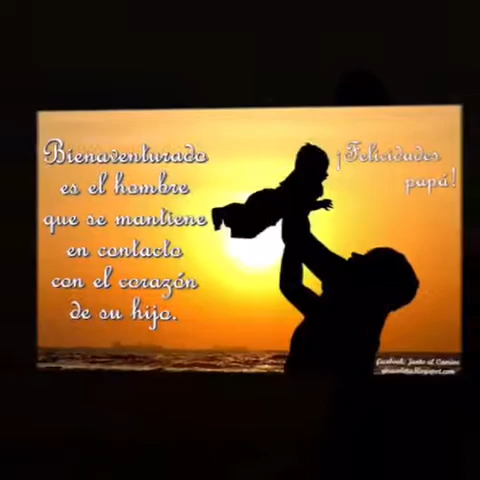 Bienaventurado
es el hombre
que se mantiene
en contacto
con el corazón
de su hijo.
¡Felicidades
papá!
facebook: Junto al Camino